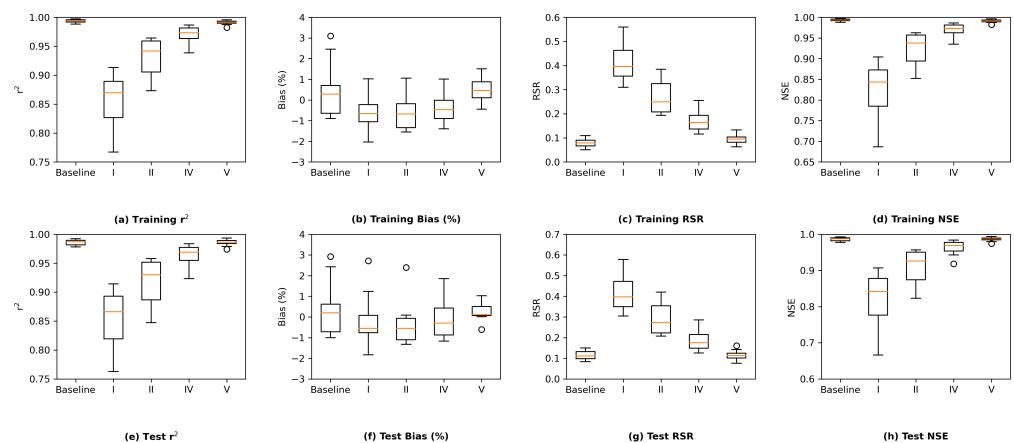 1.00
0.95
0.90
0.85
0.80
0.75
r²
Baseline I II IV V
(a) Training r²
4
3
2
1
0
−1
−2
−3
Bias (%)
Baseline I II IV V
(b) Training Bias (%)
0.6
0.5
0.4
0.3
0.2
0.1
0.0
RSR
Baseline I II IV V
(c) Training RSR
1.00
0.95
0.90
0.85
0.80
0.75
0.70
0.65
NSE
Baseline I II IV V
(d) Training NSE
1.00
0.95
0.90
0.85
0.80
0.75
r²
Baseline I II IV V
(e) Test r²
4
3
2
1
0
−1
−2
−3
Bias (%)
Baseline I II IV V
(f) Test Bias (%)
0.7
0.6
0.5
0.4
0.3
0.2
0.1
0.0
RSR
Baseline I II IV V
(g) Test RSR
1.0
0.9
0.8
0.7
0.6
NSE
Baseline I II IV V
(h) Test NSE